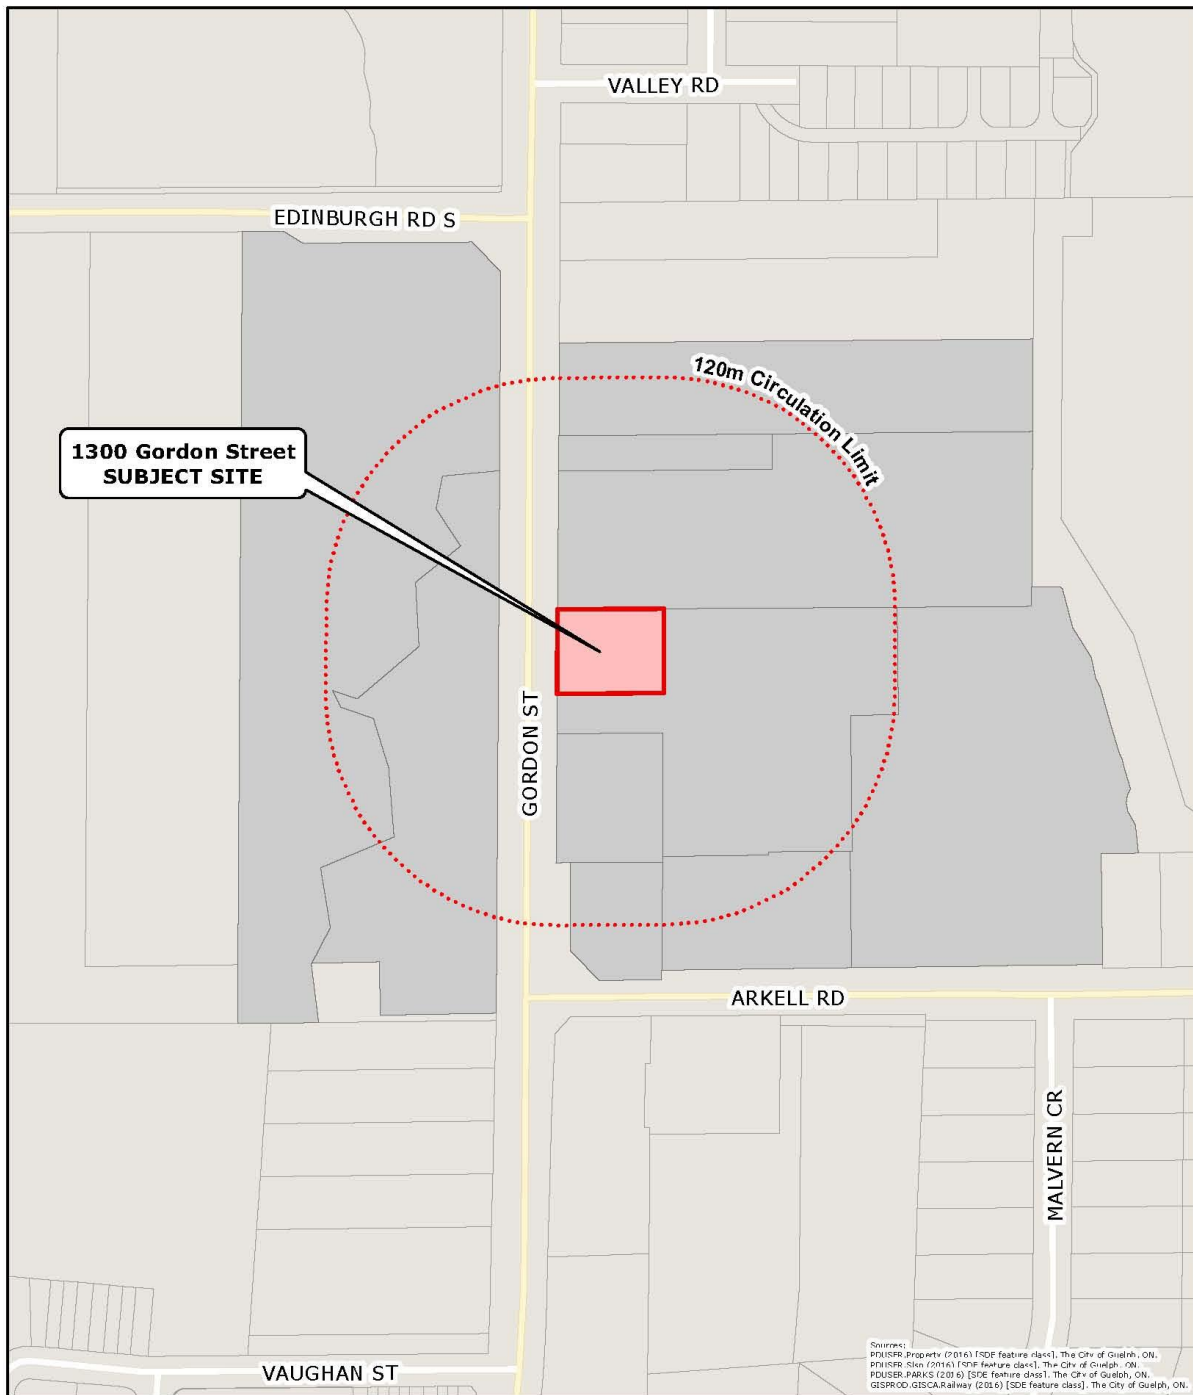 VALLEY RD
EDINBURGH RD S
120m Circulation Limit
1300 Gordon Street
SUBJECT SITE
GORDON ST
ARKELL RD
MALVERN CR
VAUGHAN ST
Sources:
PDUSER.Property (2016) [SDE feature class]. The City of Guelph, ON.
PDUSER.Slsn (2016) [SDE feature class]. The City of Guelph, ON.
PDUSER.PARKS (2016) [SDE feature class]. The City of Guelph, ON.
GISPROD.GISCA.Railway (2016) [SDE feature class]. The City of Guelph, ON.